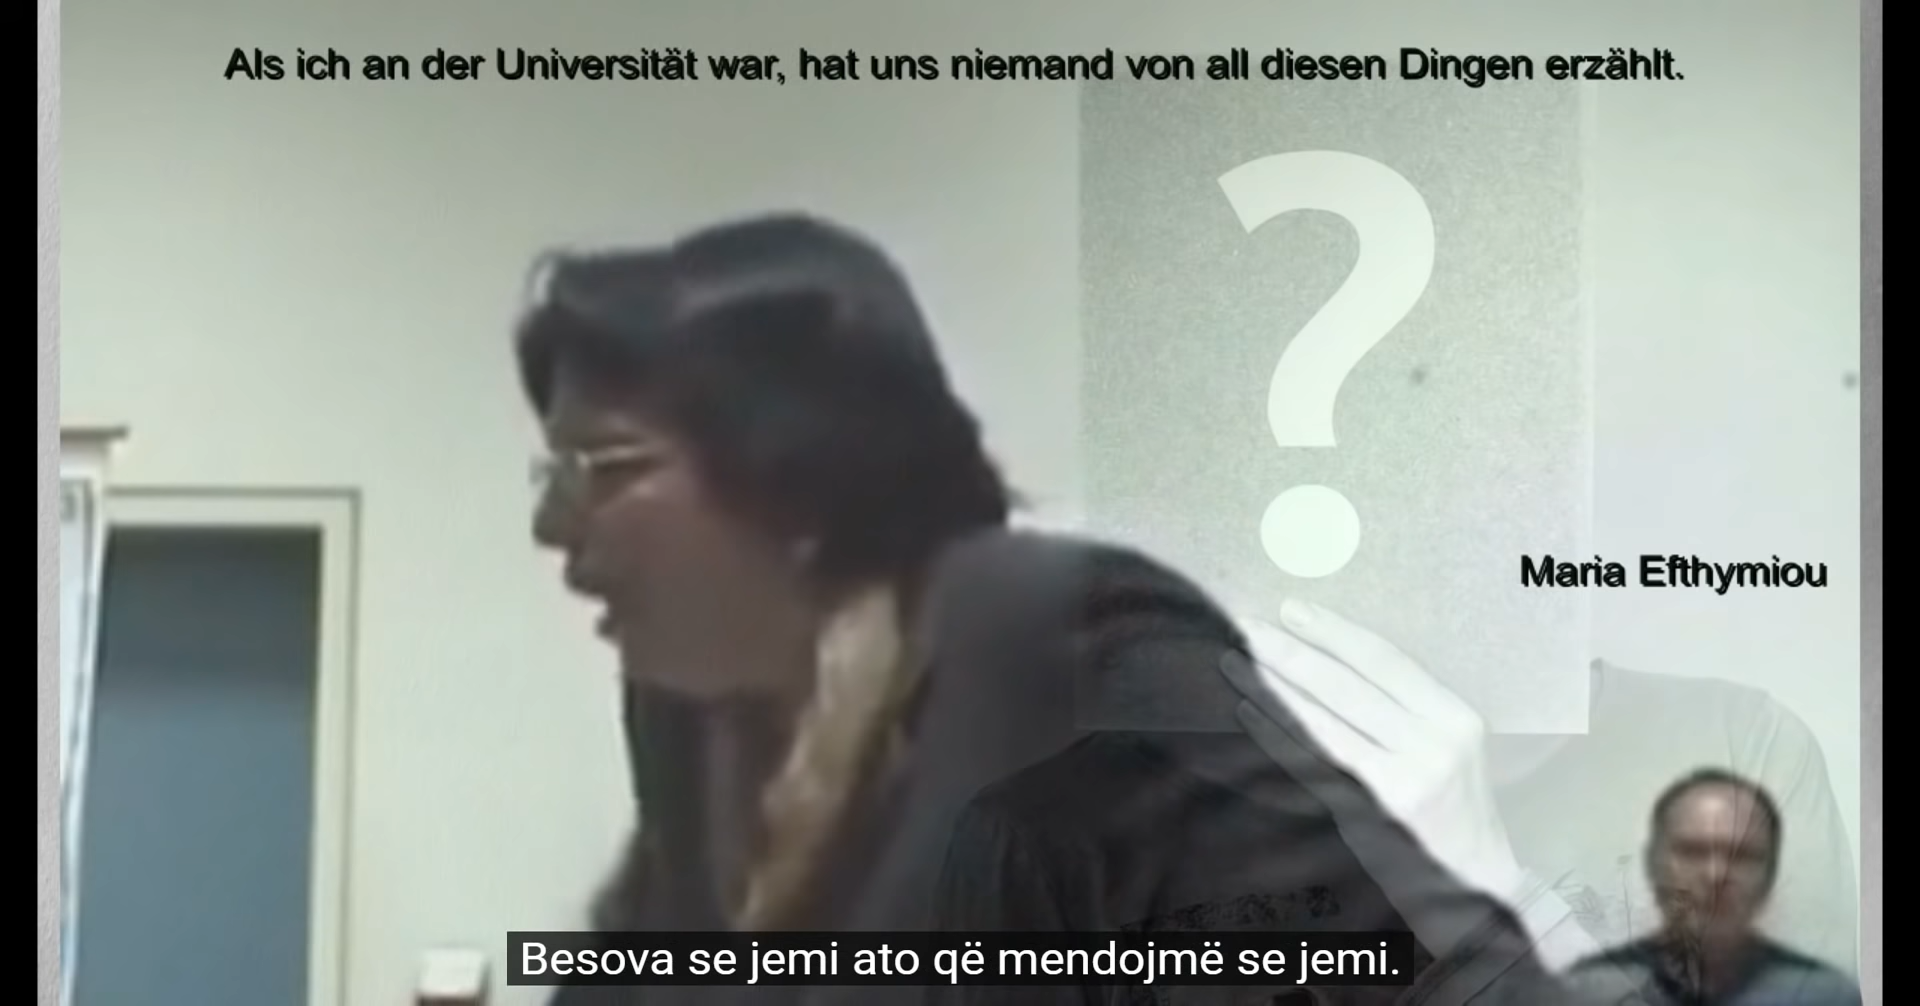 Als ich an der Universität war, hat uns niemand von all diesen Dingen erzählt.
?
Maria Efthymiou
Besova se jemi ato që mendojmë se jemi.